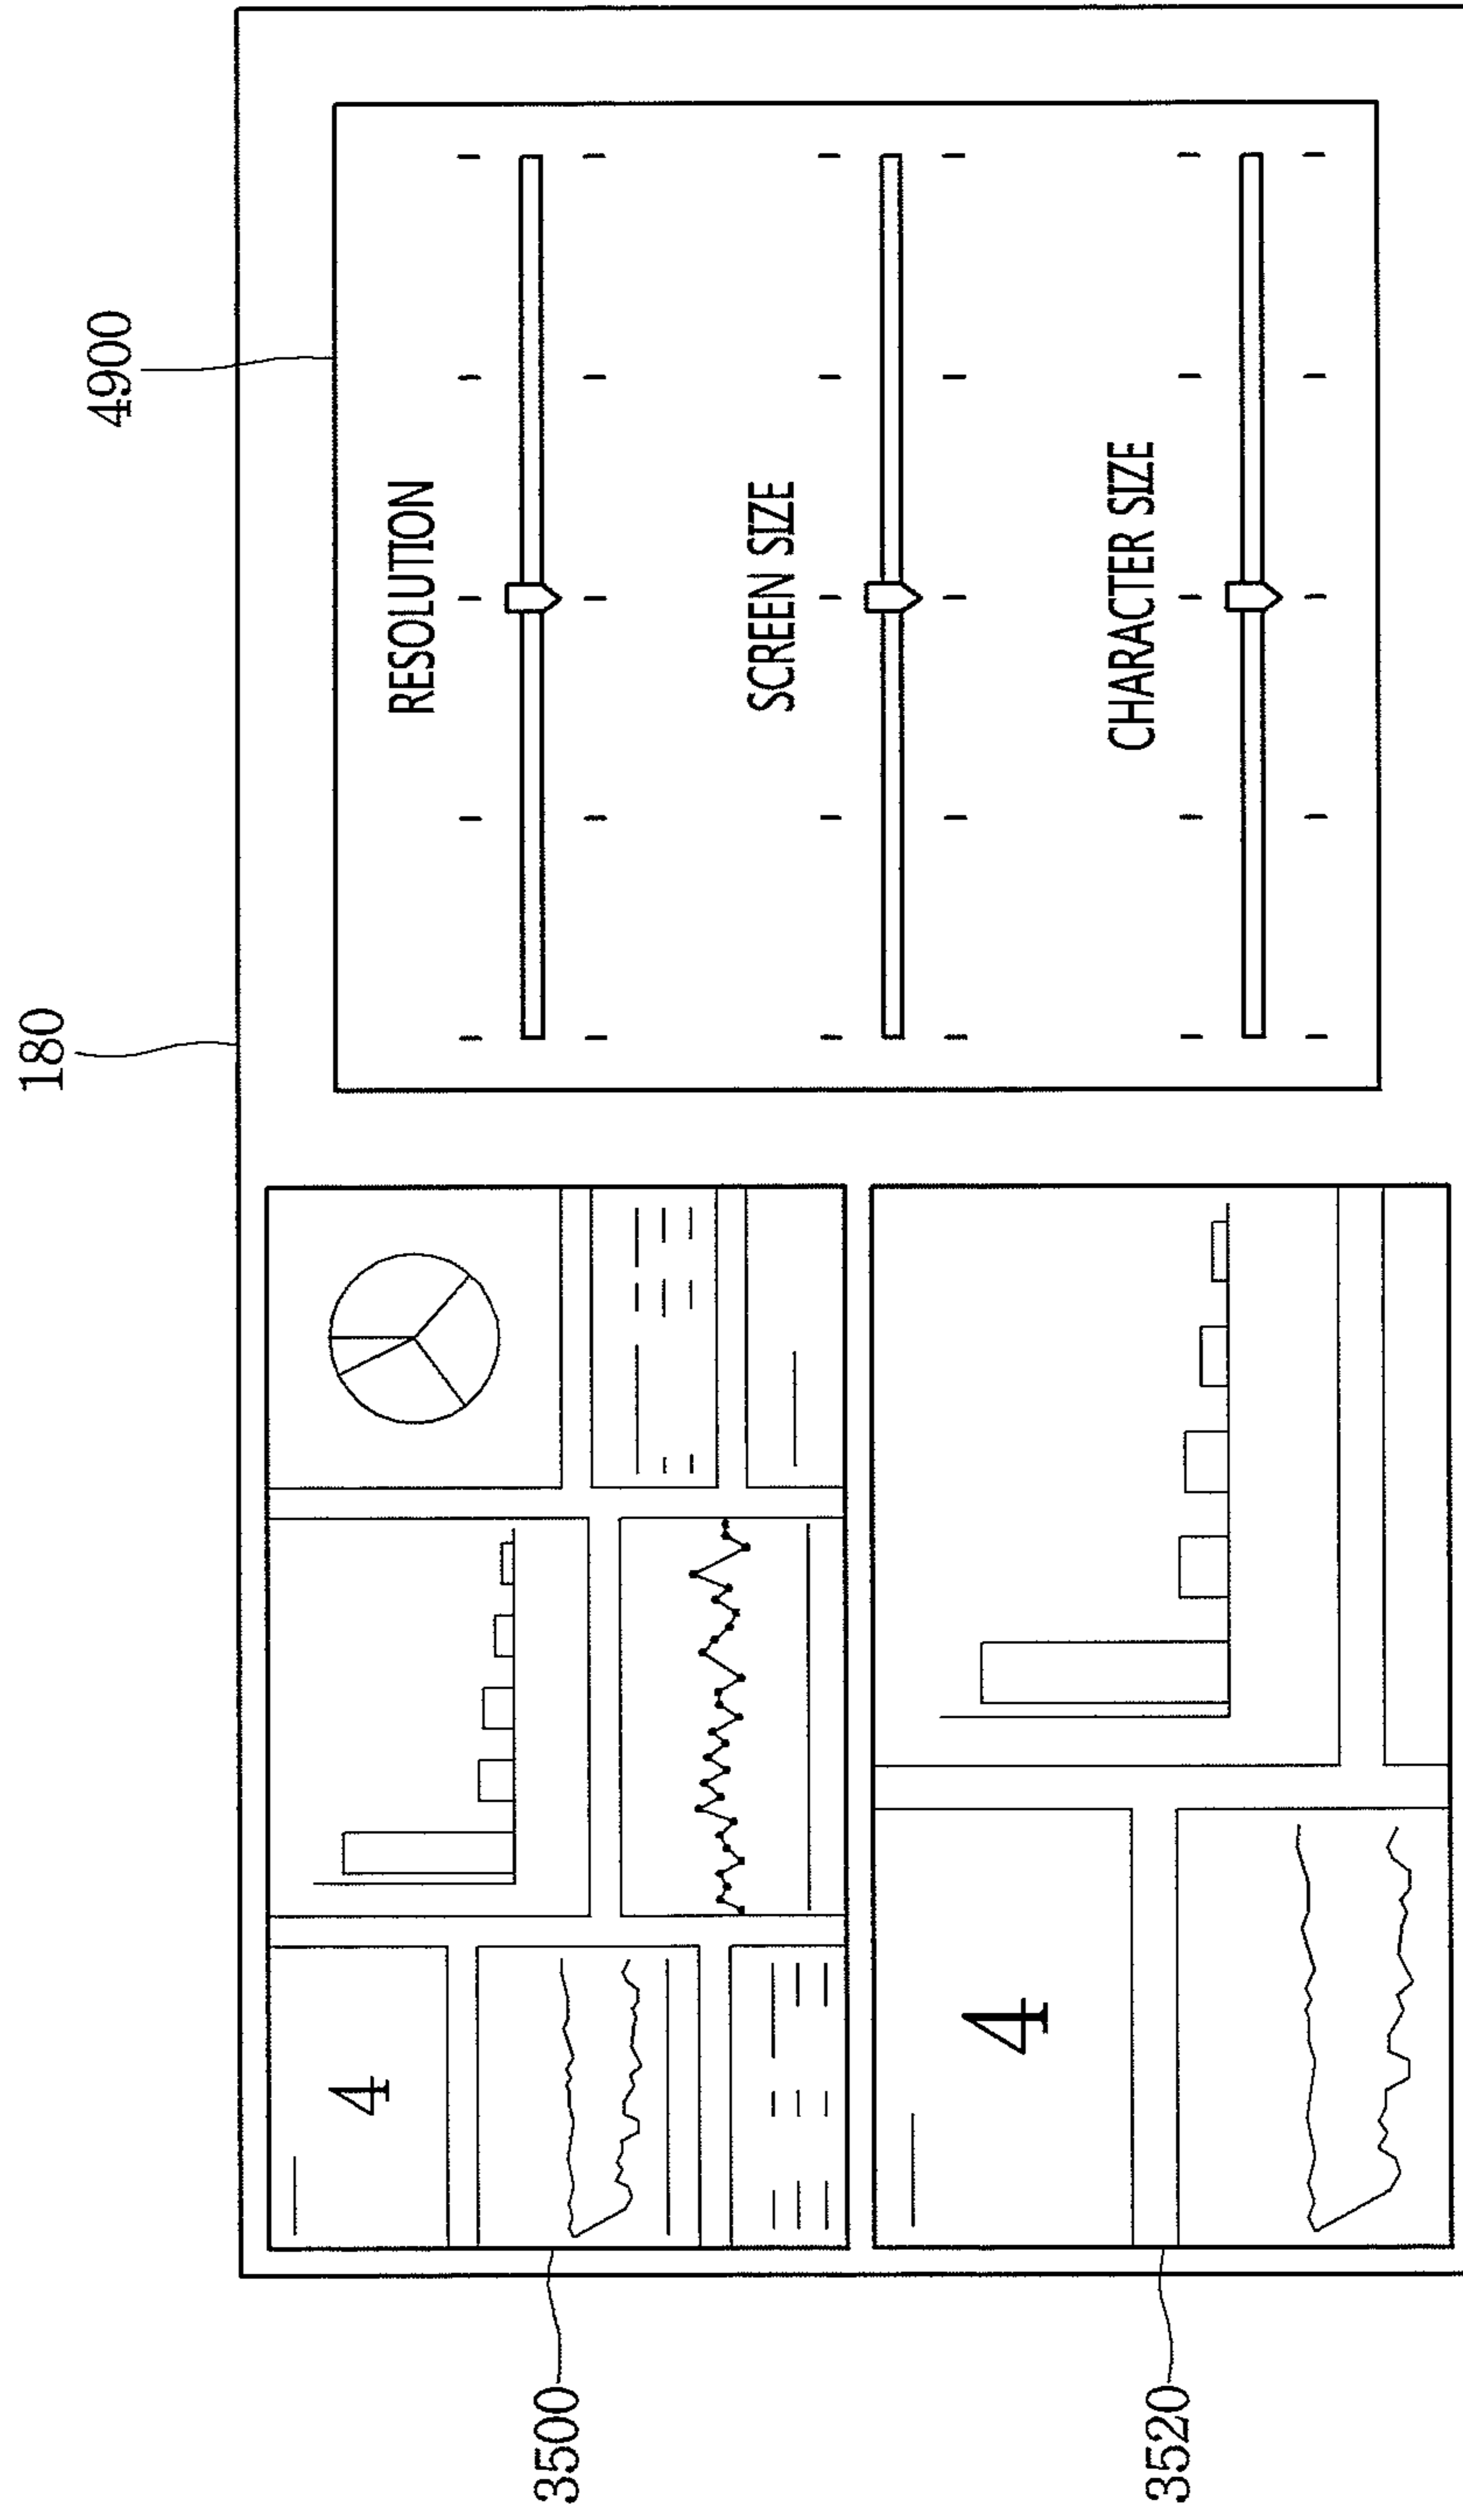 180
4900
RESOLUTION
SCREEN SIZE
CHARACTER SIZE
4
3500
4
3520